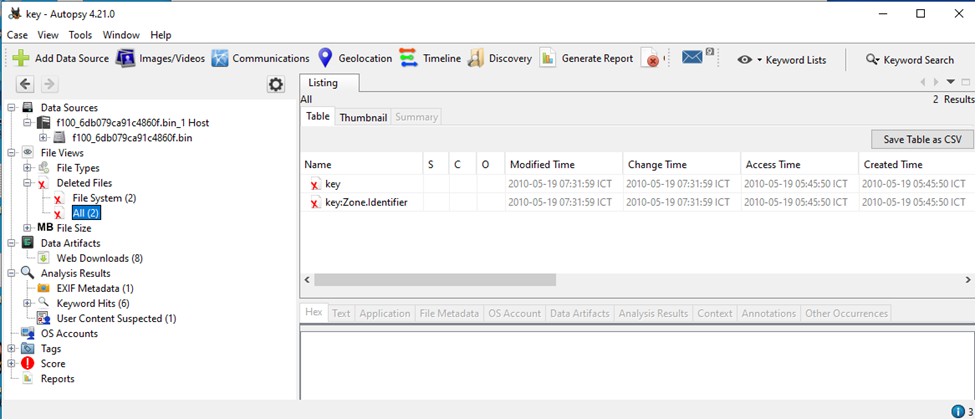 key - Autopsy 4.21.0
Case View Tools Window Help
Add Data Source Images/Videos Communications Geolocation Timeline Discovery Generate Report Keyword Lists Keyword Search
Listing
All
2 Results
Table Thumbnail Summary
Save Table as CSV
Name S C O Modified Time Change Time Access Time Created Time
key 2010-05-19 07:31:59 ICT 2010-05-19 07:31:59 ICT 2010-05-19 05:45:50 ICT 2010-05-19 05:45:50 ICT
key:Zone.Identifier 2010-05-19 07:31:59 ICT 2010-05-19 07:31:59 ICT 2010-05-19 05:45:50 ICT 2010-05-19 05:45:50 ICT
Data Sources
f100_6db079ca91c4860f.bin_1 Host
f100_6db079ca91c4860f.bin
File Views
File Types
Deleted Files
File System (2)
All (2)
MB File Size
Data Artifacts
Web Downloads (8)
Analysis Results
EXIF Metadata (1)
Keyword Hits (6)
User Content Suspected (1)
OS Accounts
Tags
Score
Reports
Hex Text Application File Metadata OS Account Data Artifacts Analysis Results Context Annotations Other Occurrences
3